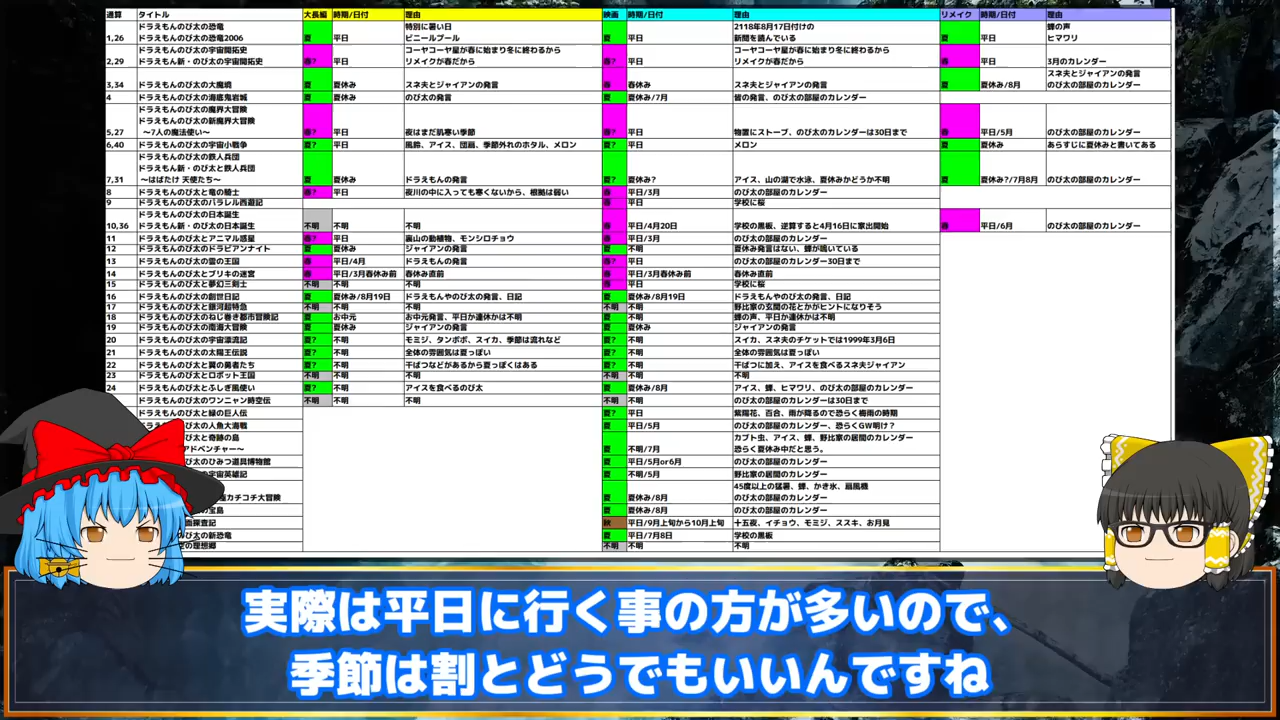 通算 タイトル 大長編 時期/日付 理由 映画 時期/日付 理由 リメイク 時期/日付 理由
ドラえもんのび太の恐竜 特別に暑い日 2118年8月17日付けの 蝉の声
1,26 ドラえもんのび太の恐竜2006 夏 平日 ビニールプール 夏 平日 新聞を読んでいる 夏 平日 ヒマワリ
ドラえもんのび太の宇宙開拓史 コーヤコーヤ星が春に始まり冬に終わるから コーヤコーヤ星が春に始まり冬に終わるから
2,29 ドラえもん新・のび太の宇宙開拓史 春? 平日 リメイクが春だから 春? 平日 リメイクが春だから 春 平日 3月のカレンダー
スネ夫とジャイアンの発言
3,34 ドラえもんのび太の大魔境 夏 夏休み スネ夫とジャイアンの発言 春 春休み スネ夫とジャイアンの発言 夏 夏休み/8月 のび太の部屋のカレンダー
4 ドラえもんのび太の海底鬼岩城 夏 夏休み のび太の発言 夏 夏休み/7月 皆の発言、のび太の部屋のカレンダー
ドラえもんのび太の魔界大冒険
ドラえもんのび太の新魔界大冒険
5,27 ～7人の魔法使い～ 春? 平日 夜はまだ肌寒い季節 春? 平日 物置にストーブ、のび太のカレンダーは30日まで 春 平日/5月 のび太の部屋のカレンダー
6,40 ドラえもんのび太の宇宙小戦争 夏? 平日 風鈴、アイス、団扇、季節外れのホタル、メロン 夏? 平日 メロン 夏 夏休み あらすじに夏休みと書いてある
ドラえもんのび太の鉄人兵団
ドラえもん新・のび太と鉄人兵団
7,31 ～はばたけ 天使たち～ 夏 夏休み ドラえもんの発言 夏? 夏休み? アイス、山の湖で水泳、夏休みかどうか不明 夏 夏休み?/7月8月 のび太の部屋のカレンダー
8 ドラえもんのび太と竜の騎士 春? 平日 夜川の中に入っても寒くないから、根拠は弱い 春 平日/3月 のび太の部屋のカレンダー
9 ドラえもんのび太のパラレル西遊記 春 平日 学校に桜
ドラえもんのび太の日本誕生
10,36 ドラえもん新・のび太の日本誕生 不明 不明 不明 春 平日/4月20日 学校の黒板、逆算すると4月16日に家出開始 春 平日/6月 のび太の部屋のカレンダー
11 ドラえもんのび太とアニマル惑星 春? 平日 裏山の動植物、モンシロチョウ 春 平日/3月 のび太の部屋のカレンダー
12 ドラえもんのび太のドラビアンナイト 夏 夏休み ジャイアンの発言 夏 不明 夏休み発言はない、蝉が鳴いている
13 ドラえもんのび太の雲の王国 春 平日/4月 ドラえもんの発言 春? 平日 のび太の部屋のカレンダー30日まで
14 ドラえもんのび太とブリキの迷宮 春 平日/3月春休み前 春休み直前 春 平日/3月春休み前 春休み直前
15 ドラえもんのび太と夢幻三剣士 不明 不明 不明 春 平日 学校に桜
16 ドラえもんのび太の創世日記 夏 夏休み/8月19日 ドラえもんやのび太の発言、日記 夏 夏休み/8月19日 ドラえもんやのび太の発言、日記
17 ドラえもんのび太と銀河超特急 不明 不明 不明 不明 不明 野比家の玄関の花とかがヒントになりそう
18 ドラえもんのび太のねじ巻き都市冒険記 夏 お中元 お中元発言、平日か連休かは不明 夏 不明 蝉の声、平日か連休かは不明
19 ドラえもんのび太の南海大冒険 夏 夏休み ジャイアンの発言 夏 夏休み ジャイアンの発言
20 ドラえもんのび太の宇宙漂流記 夏? 不明 モミジ、タンポポ、スイカ、季節は流れなど 夏? 不明 スイカ、スネ夫のチケットでは1999年3月6日
21 ドラえもんのび太の太陽王伝説 夏? 不明 全体の雰囲気は夏っぽい 夏? 不明 全体の雰囲気は夏っぽい
22 ドラえもんのび太と翼の勇者たち 夏? 不明 干ばつなどがあるから夏っぽくはある 夏? 不明 干ばつに加え、アイスを食べるスネ夫ジャイアン
23 ドラえもんのび太とロボット王国 不明 不明 不明 不明 不明 不明
24 ドラえもんのび太とふしぎ風使い 夏? 不明 アイスを食べるのび太 夏 夏休み/8月 アイス、蝉、ヒマワリ、のび太の部屋のカレンダー
ドラえもんのび太のワンニャン時空伝 不明 不明 不明 不明 不明 のび太の部屋のカレンダーは30日まで
ドラえもんのび太と緑の巨人伝 夏? 平日 紫陽花、百合、雨が降るので恐らく梅雨の時期
えもんのび太の人魚大海戦 夏 平日/5月 のび太の部屋のカレンダー、恐らくGW明け？
のび太と奇跡の島 カブト虫、アイス、蝉、野比家の居間のカレンダー
アドベンチャー～ 夏 不明/7月 恐らく夏休み中だと思う。
のび太のひみつ道具博物館 夏 平日/5月or6月 のび太の部屋のカレンダー
の宇宙英雄記 夏 不明/5月 野比家の居間のカレンダー
45度以上の猛暑、蝉、かき氷、扇風機
カチコチ大冒険 夏 夏休み/8月 のび太の部屋のカレンダー
宝島 夏 夏休み/8月 のび太の部屋のカレンダー
面探査記 秋 平日/9月上旬から10月上旬 十五夜、イチョウ、モミジ、ススキ、お月見
のび太の新恐竜 夏 平日/7月8日 学校の黒板
の理想郷 不明 不明 不明
実際は平日に行く事の方が多いので、
季節は割とどうでもいいんですね